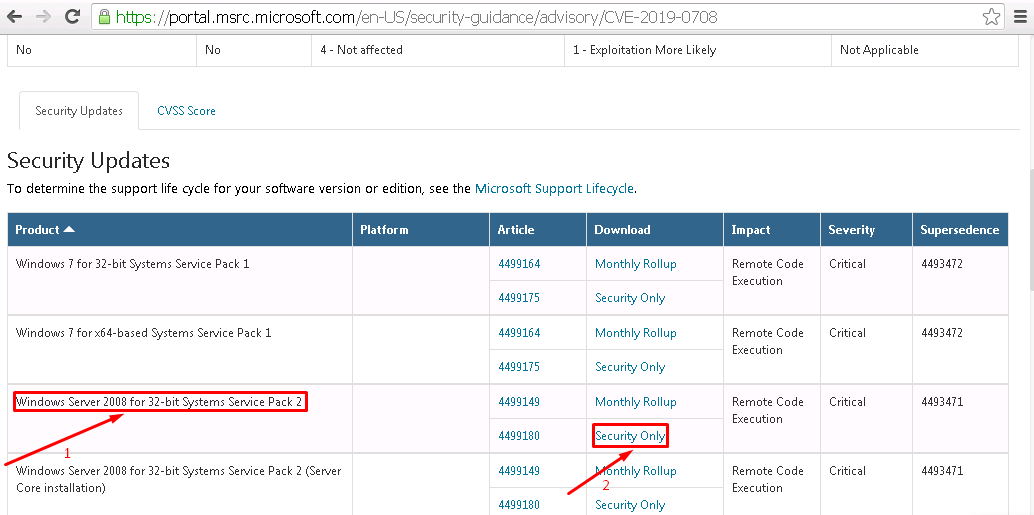 https://portal.msrc.microsoft.com/en-US/security-guidance/advisory/CVE-2019-0708
No No 4 - Not affected 1 - Exploitation More Likely Not Applicable
Security Updates CVSS Score
Security Updates
To determine the support life cycle for your software version or edition, see the Microsoft Support Lifecycle.
Product Platform Article Download Impact Severity Supersedence
Windows 7 for 32-bit Systems Service Pack 1 4499164 Monthly Rollup Remote Code Critical 4493472
Execution
4499175 Security Only
Windows 7 for x64-based Systems Service Pack 1 4499164 Monthly Rollup Remote Code Critical 4493472
Execution
4499175 Security Only
Windows Server 2008 for 32-bit Systems Service Pack 2 4499149 Monthly Rollup Remote Code Critical 4493471
Execution
4499180 Security Only
1
Windows Server 2008 for 32-bit Systems Service Pack 2 (Server 4499149 Monthly Rollup Remote Code Critical 4493471
Core installation) Execution
2
4499180 Security Only